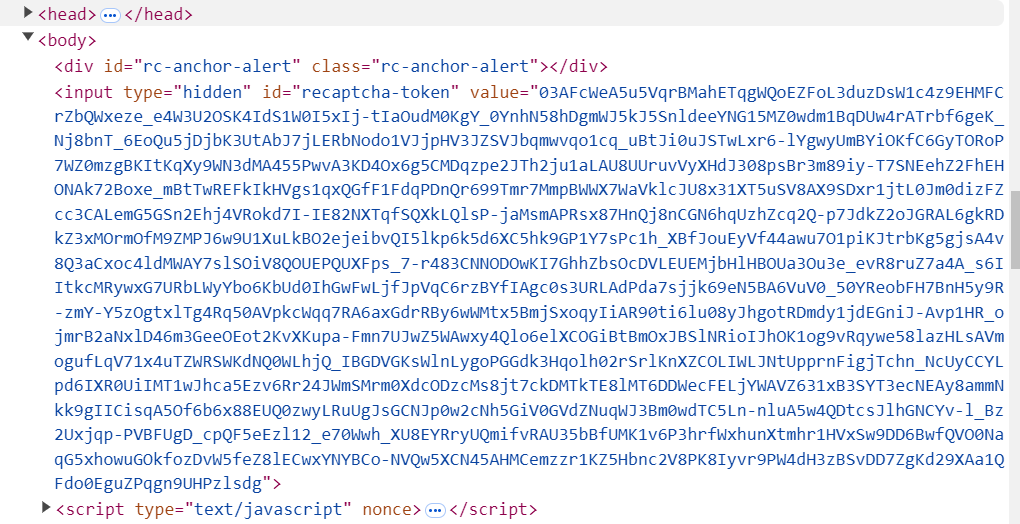 <head> ··· </head>
<body>
<div id="rc-anchor-alert" class="rc-anchor-alert"></div>
<input type="hidden" id="recaptcha-token" value="03AFcWeA5u5VqrBMahETqgWQoEZFoL3duzDsW1c4z9EHMFC
rZbQWxeze_e4W3U2OSK4IdS1W0I5xIj-tIaOudM0KgY_0YnhN58hDgmWJ5kJ5SnldeeYNG15MZ0wdm1BqDUw4rATrbf6geK_
Nj8bnT_6EoQu5jDjbK3UtAbJ7jLERbNodo1VJjpHV3JZSVJbqmwvqo1cq_uBtJi0uJSTwLxr6-lYgwyUmBYiOKfC6GyTORoP
7WZ0mzgBKItKqXy9WN3dMA455PwvA3KD4Ox6g5CMDqzpe2JTh2ju1aLAU8UUruvVyXHdJ308psBr3m89iy-T7SNEehZ2FhEH
ONAk72Boxe_mBtTwREFkIkHVgs1qxQGfF1FdqPDnQr699Tmr7MmpBWWX7WaVklcJU8x31XT5uSV8AX9SDxr1jtL0Jm0dizFZ
cc3CALemG5GSn2Ehj4VRokd7I-IE82NXTqfSQXkLQlsP-jaMsmAPRsx87HnQj8nCGN6hqUzhZcq2Q-p7JdkZ2oJGRAL6gkRD
kZ3xMOrmOfM9ZMPJ6w9U1XuLkBO2ejeibvQI5lkp6k5d6XC5hk9GP1Y7sPc1h_XBfJouEyVf44awu7O1piKJtrbKg5gjsA4v
8Q3aCxoc4ldMWAY7slSOiV8QOUEPQUXFps_7-r483CNNODOwKI7GhhZbsOcDVLEUEMjbHlHBOUa3Ou3e_evR8ruZ7a4A_s6I
ItkcMRywxG7URbLWyYbo6KbUd0IhGwFwLjfJpVqC6rzBYfIAgc0s3URLAdPda7sjjk69eN5BA6VuV0_50YReobFH7BnH5y9R
-zmY-Y5zOgtxlTg4Rq50AVpkcWqq7RA6axGdrRBy6wWMtx5BmjSxoqyIiAR90ti6lu08yJhgotRDmdy1jdEGniJ-Avp1HR_o
jmrB2aNxlD46m3GeeOEot2KvXKupa-Fmn7UJwZ5WAwxy4Qlo6elXCOGiBtBmOxJBSlNRioIJhOK1og9vRqywe58lazHLsAVm
ogufLqV71x4uTZWRSWKdNQ0WLhjQ_IBGDVGKsWlnLygoPGGdk3Hqolh02rSrlKnXZCOLIWLJNtUpprnFigjTchn_NcUyCCYL
pd6IXR0UiIMT1wJhca5Ezv6Rr24JWmSMrm0XdcODzcMs8jt7ckDMTkTE8lMT6DDWecFELjYWAVZ631xB3SYT3ecNEAy8ammN
kk9gIICisqA5Of6b6x88EUQ0zwyLRuUgJsGCNJp0w2cNh5GiV0GVdZNuqWJ3Bm0wdTC5Ln-nluA5w4QDtcsJlhGNCYv-l_Bz
2Uxjqp-PVBFUgD_cpQF5eEzl12_e70Wwh_XU8EYRryUQmifvRAU35bBfUMK1v6P3hrfWxhunXtmhr1HVxSw9DD6BwfQVO0Na
qG5xhowuGOkfozDvW5feZ8lECwxYNYBCo-NVQw5XCN45AHMCemzzr1KZ5Hbnc2V8PK8Iyvr9PW4dH3zBSvDD7ZgKd29XAa1Q
Fdo0EguZPqgn9UHPzlsdg">
<script type="text/javascript" nonce> ··· </script>